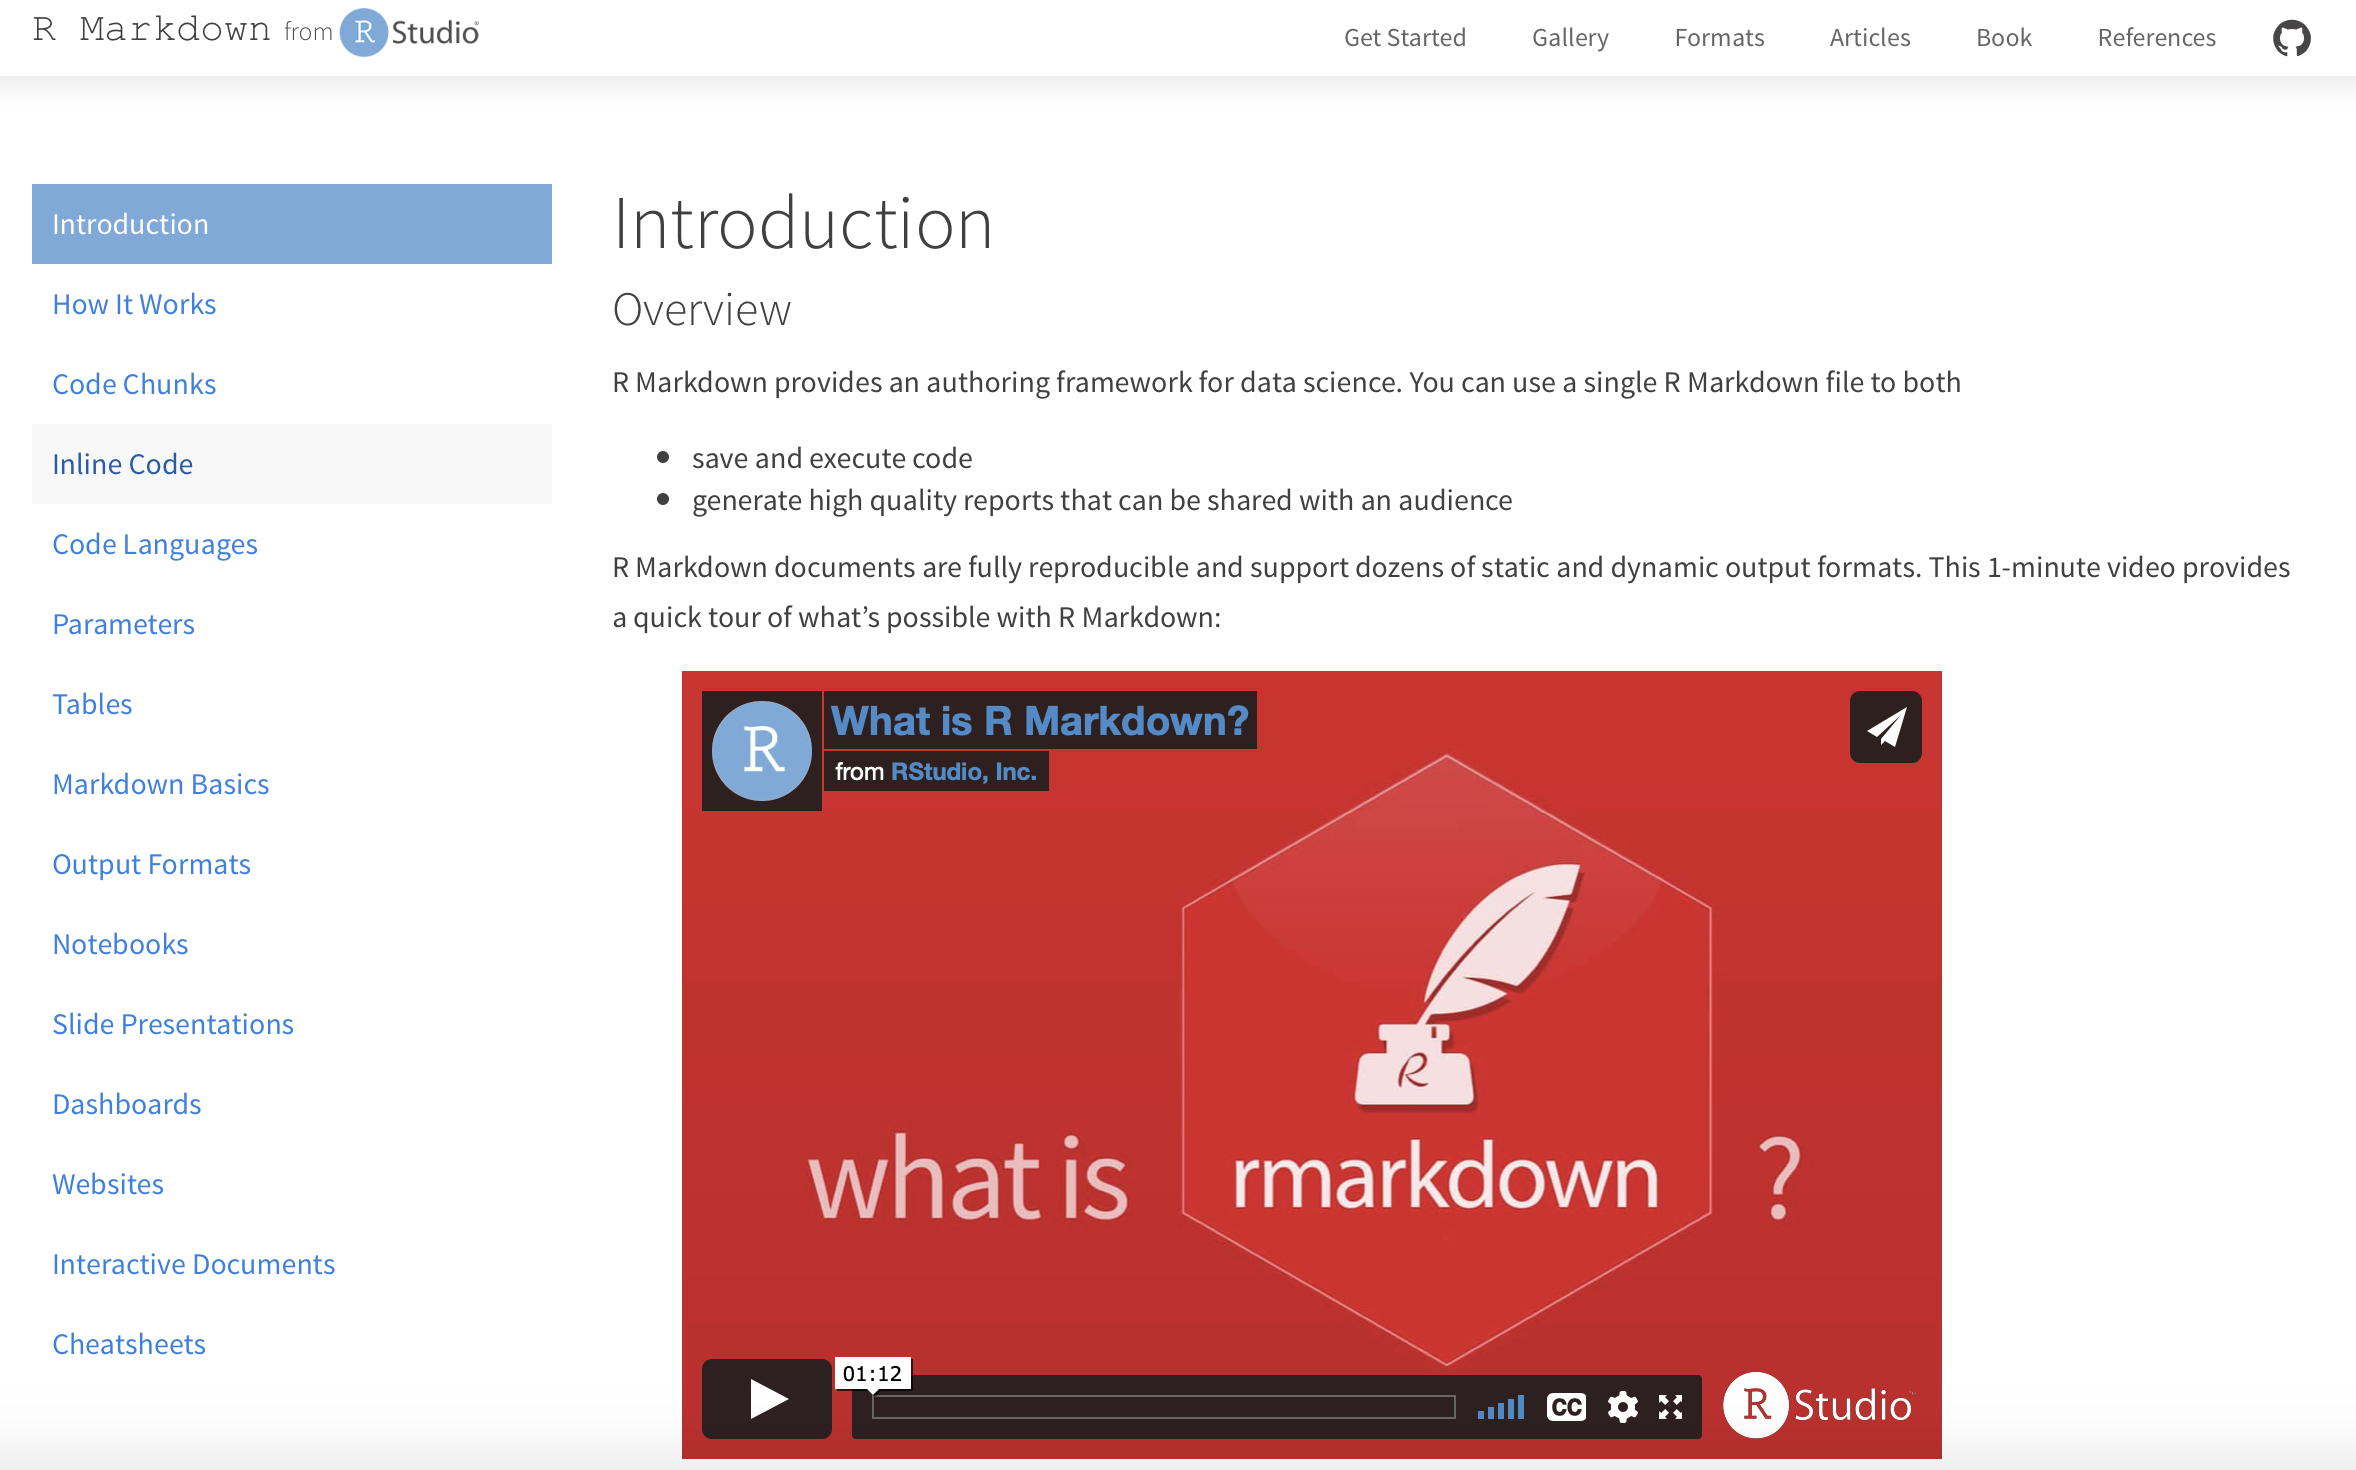 R Markdown from R Studio
Get Started Gallery Formats Articles Book References
Introduction
How It Works
Code Chunks
Inline Code
Code Languages
Parameters
Tables
Markdown Basics
Output Formats
Notebooks
Slide Presentations
Dashboards
Websites
Interactive Documents
Cheatsheets
Introduction
Overview
R Markdown provides an authoring framework for data science. You can use a single R Markdown file to both
• save and execute code
• generate high quality reports that can be shared with an audience
R Markdown documents are fully reproducible and support dozens of static and dynamic output formats. This 1-minute video provides
a quick tour of what’s possible with R Markdown:
R
What is R Markdown?
from RStudio, Inc.
R
what is rmarkdown ?
01:12
CC
R Studio